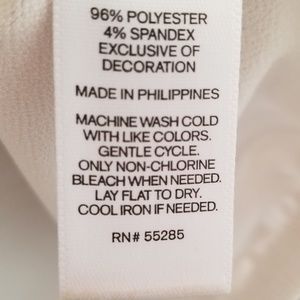 96% POLYESTER
4% SPANDEX
EXCLUSIVE OF
DECORATION
MADE IN PHILIPPINES
MACHINE WASH COLD
WITH LIKE COLORS.
GENTLE CYCLE.
ONLY NON-CHLORINE
BLEACH WHEN NEEDED.
LAY FLAT TO DRY.
COOL IRON IF NEEDED.
RN# 55285